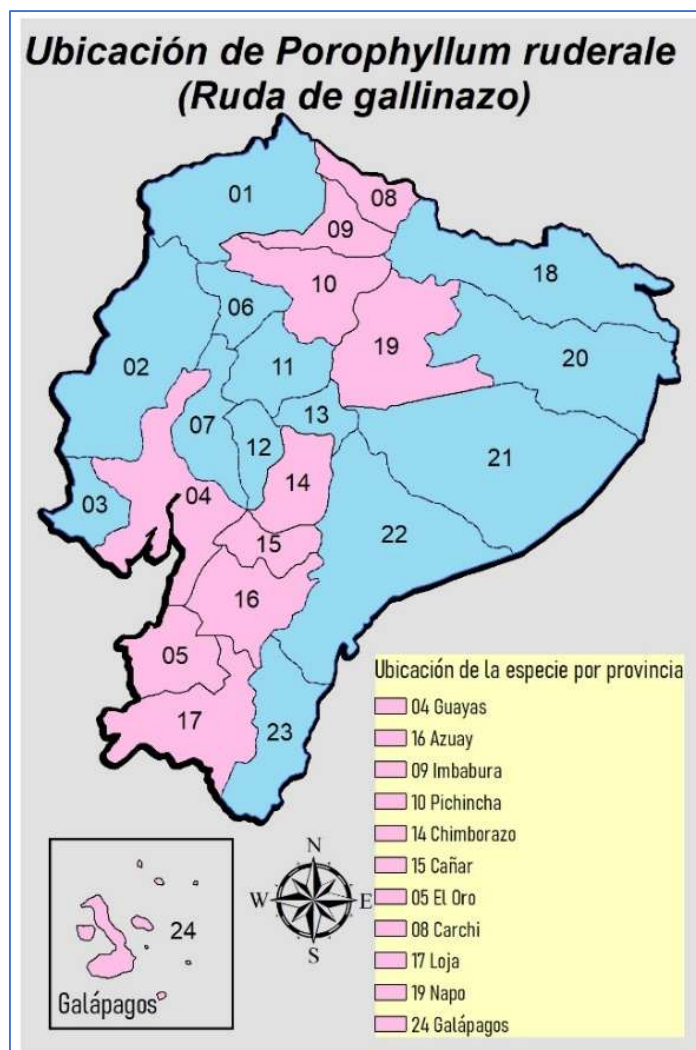 Ubicación de Porophyllum ruderale
(Ruda de gallinazo)
01
08
09
18
10
06
19
20
02
11
07
13
12
21
14
03
04
22
15
16
05
17
23
Ubicación de la especie por provincia
04 Guayas
16 Azuay
09 Imbabura
10 Pichincha
14 Chimborazo
15 Cañar
05 El Oro
08 Carchi
17 Loja
19 Napo
24 Galápagos
N
W E
S
24
Galápagos